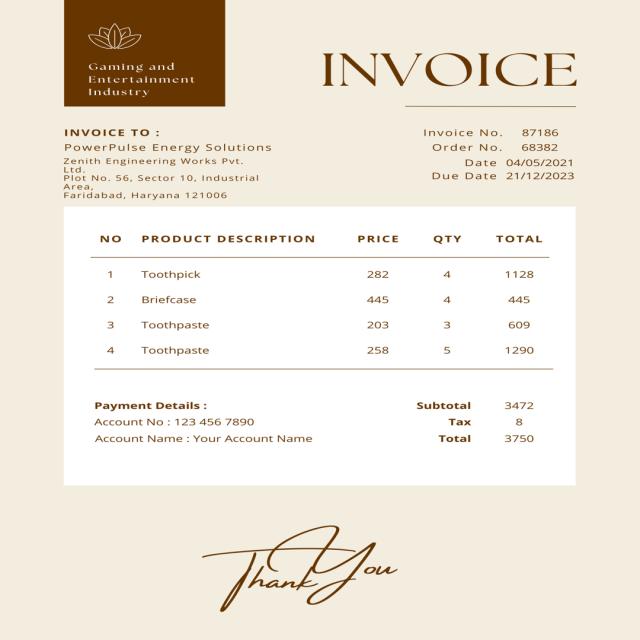 Gaming and
Entertainment
Industry
INVOICE
INVOICE TO :
PowerPulse Energy Solutions
Zenith Engineering Works Pvt.
Ltd.
Plot No. 56, Sector 10, Industrial
Area,
Faridabad, Haryana 121006
Invoice No. 87186
Order No. 68382
Date 04/05/2021
Due Date 21/12/2023
NO PRODUCT DESCRIPTION PRICE QTY TOTAL
1 Toothpick 282 4 1128
2 Briefcase 445 4 445
3 Toothpaste 203 3 609
4 Toothpaste 258 5 1290
Payment Details :
Account No : 123 456 7890
Account Name : Your Account Name
Subtotal 3472
Tax 8
Total 3750
Thank You